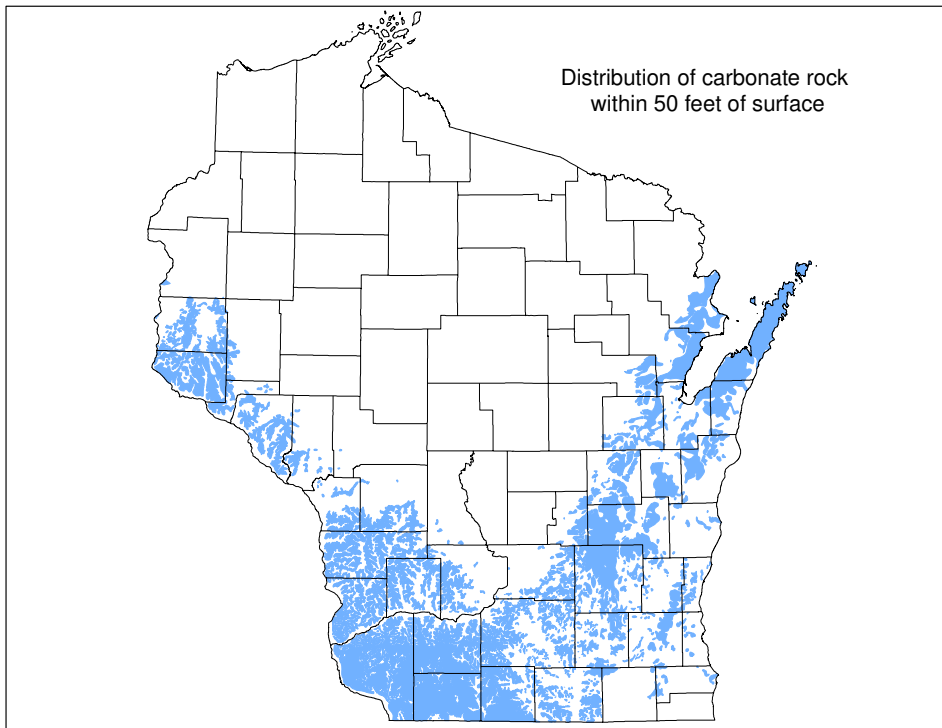 Distribution of carbonate rock
within 50 feet of surface